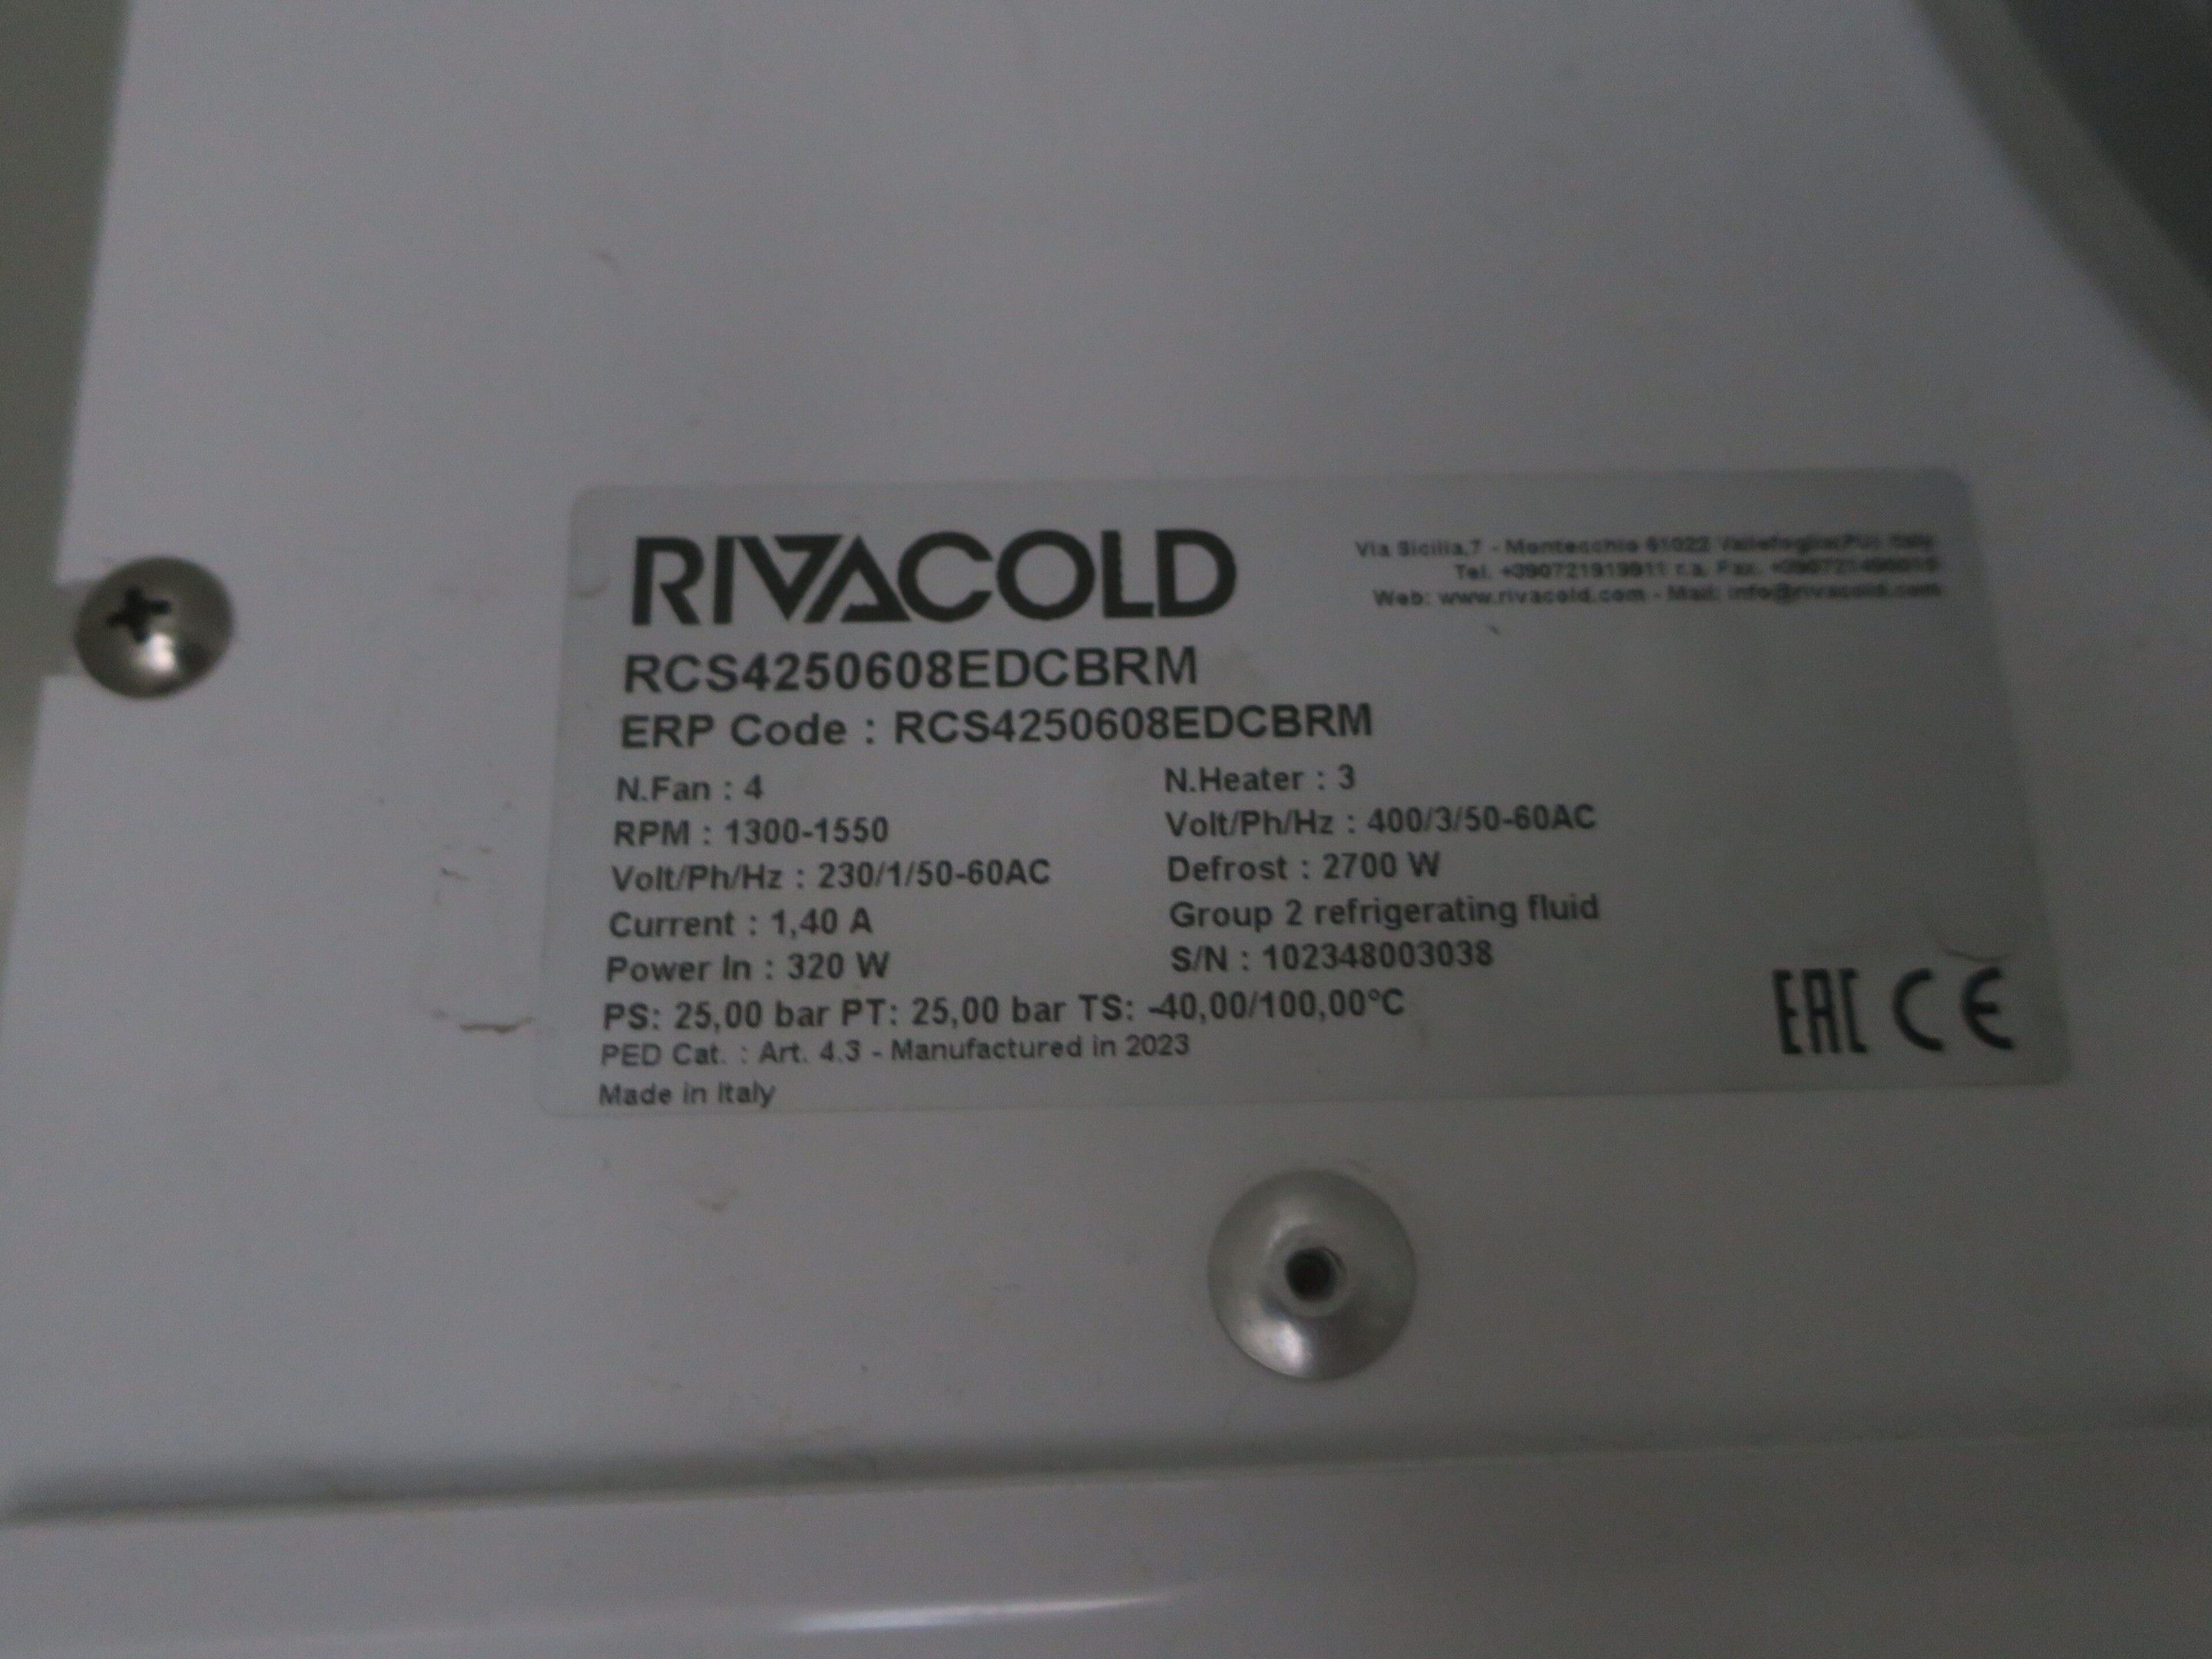 RIVACOLD
Via Sicilia,7 - Montecchio 61022 Vallefoglia(PU) Italy
Tel. +390721919911 r.a. Fax.
Web: www.rivacold.com - Mail: info@rivacold.com
RCS4250608EDCBRM
ERP Code : RCS4250608EDCBRM
N.Fan : 4
RPM : 1300-1550
Volt/Ph/Hz : 230/1/50-60AC
Current : 1,40 A
Power In : 320 W
N.Heater : 3
Volt/Ph/Hz : 400/3/50-60AC
Defrost : 2700 W
Group 2 refrigerating fluid
S/N : 102348003038
PS: 25,00 bar PT: 25,00 bar TS: -40,00/100,00°C
PED Cat. : Art. 4.3 - Manufactured in 2023
Made in Italy
EAC CE